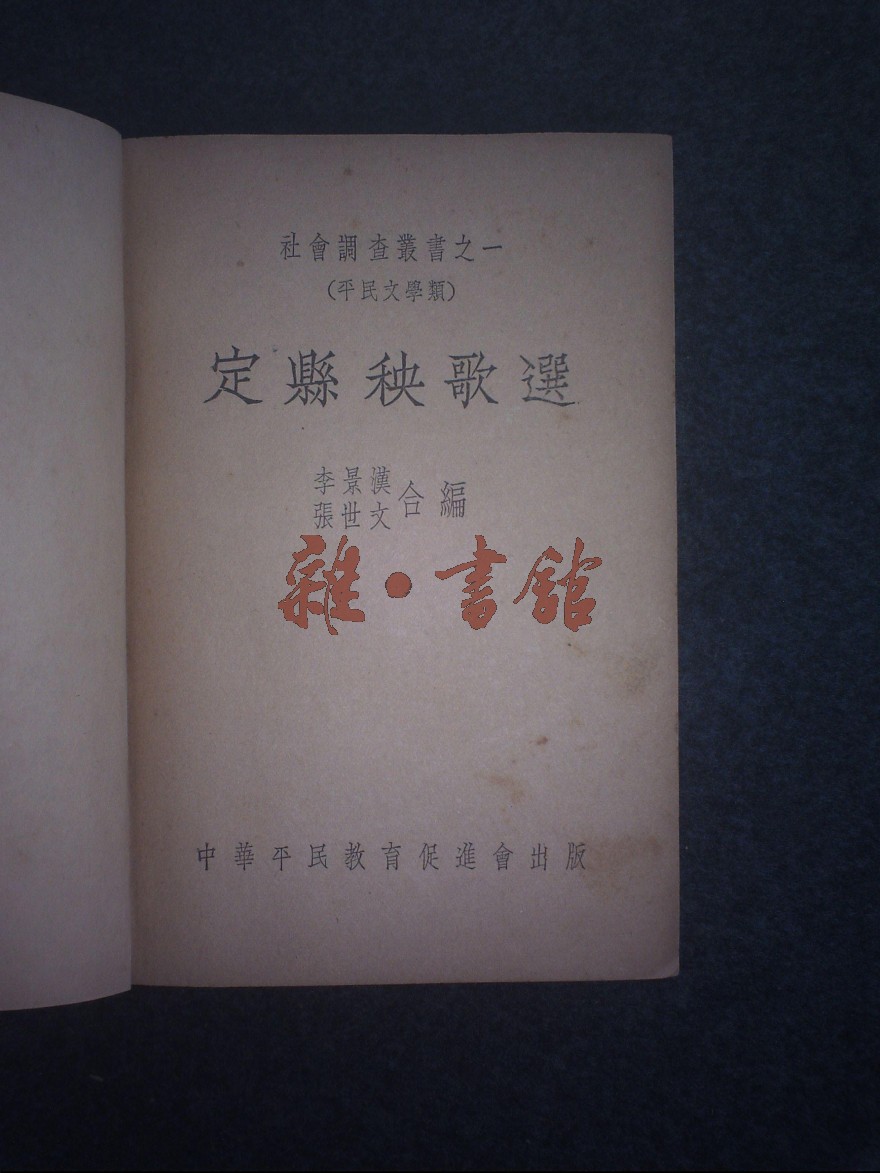 社會調查叢書之一
(平民文學類)
定縣秧歌選
李景漢
張世文
合編
雜·書館
中華平民教育促進會出版